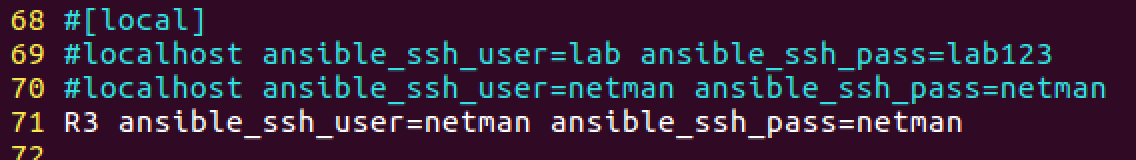 68 #[local]
69 #localhost ansible_ssh_user=lab ansible_ssh_pass=lab123
70 #localhost ansible_ssh_user=netman ansible_ssh_pass=netman
71 R3 ansible_ssh_user=netman ansible_ssh_pass=netman
72